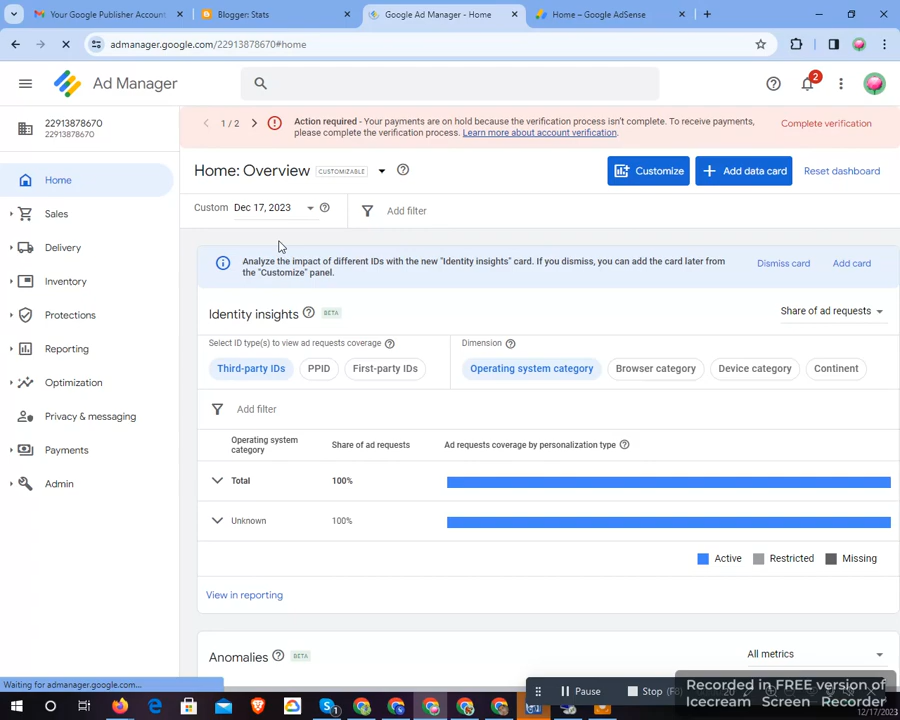 Your Google Publisher Account
Blogger: Stats
Google Ad Manager - Home
Home – Google AdSense
admanager.google.com/22913878670#home
Ad Manager
2
22913878670
22913878670
1 / 2
Action required - Your payments are on hold because the verification process isn't complete. To receive payments,
please complete the verification process. Learn more about account verification.
Complete verification
Home: Overview
CUSTOMIZABLE
Customize
Add data card
Reset dashboard
Custom
Dec 17, 2023
Add filter
Home
Sales
Delivery
Inventory
Protections
Reporting
Optimization
Privacy & messaging
Payments
Admin
Analyze the impact of different IDs with the new "Identity insights" card. If you dismiss, you can add the card later from
the "Customize" panel.
Dismiss card
Add card
Identity insights
BETA
Share of ad requests
Select ID type(s) to view ad requests coverage
Dimension
Third-party IDs
PPID
First-party IDs
Operating system category
Browser category
Device category
Continent
Add filter
Operating system
category
Share of ad requests
Ad requests coverage by personalization type
Total
100%
Unknown
100%
Active
Restricted
Missing
View in reporting
Anomalies
BETA
All metrics
Waiting for admanager.google.com...
Pause
Stop (F8)
Recorded in FREE version of
Icecream Screen Recorder
12/17/2023